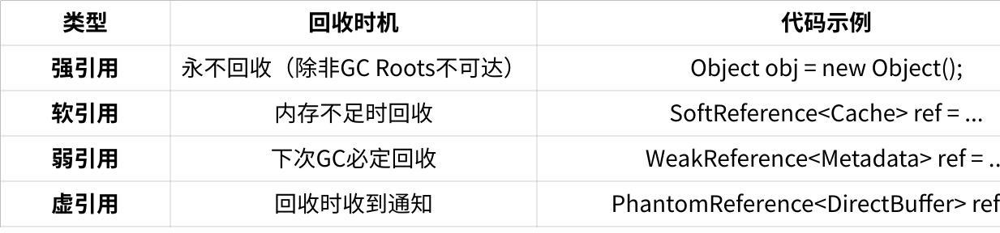 类型 回收时机 代码示例
强引用 永不回收（除非GC Roots不可达） Object obj = new Object();
软引用 内存不足时回收 SoftReference<Cache> ref = ...
弱引用 下次GC必定回收 WeakReference<Metadata> ref = ..
虚引用 回收时收到通知 PhantomReference<DirectBuffer> ref